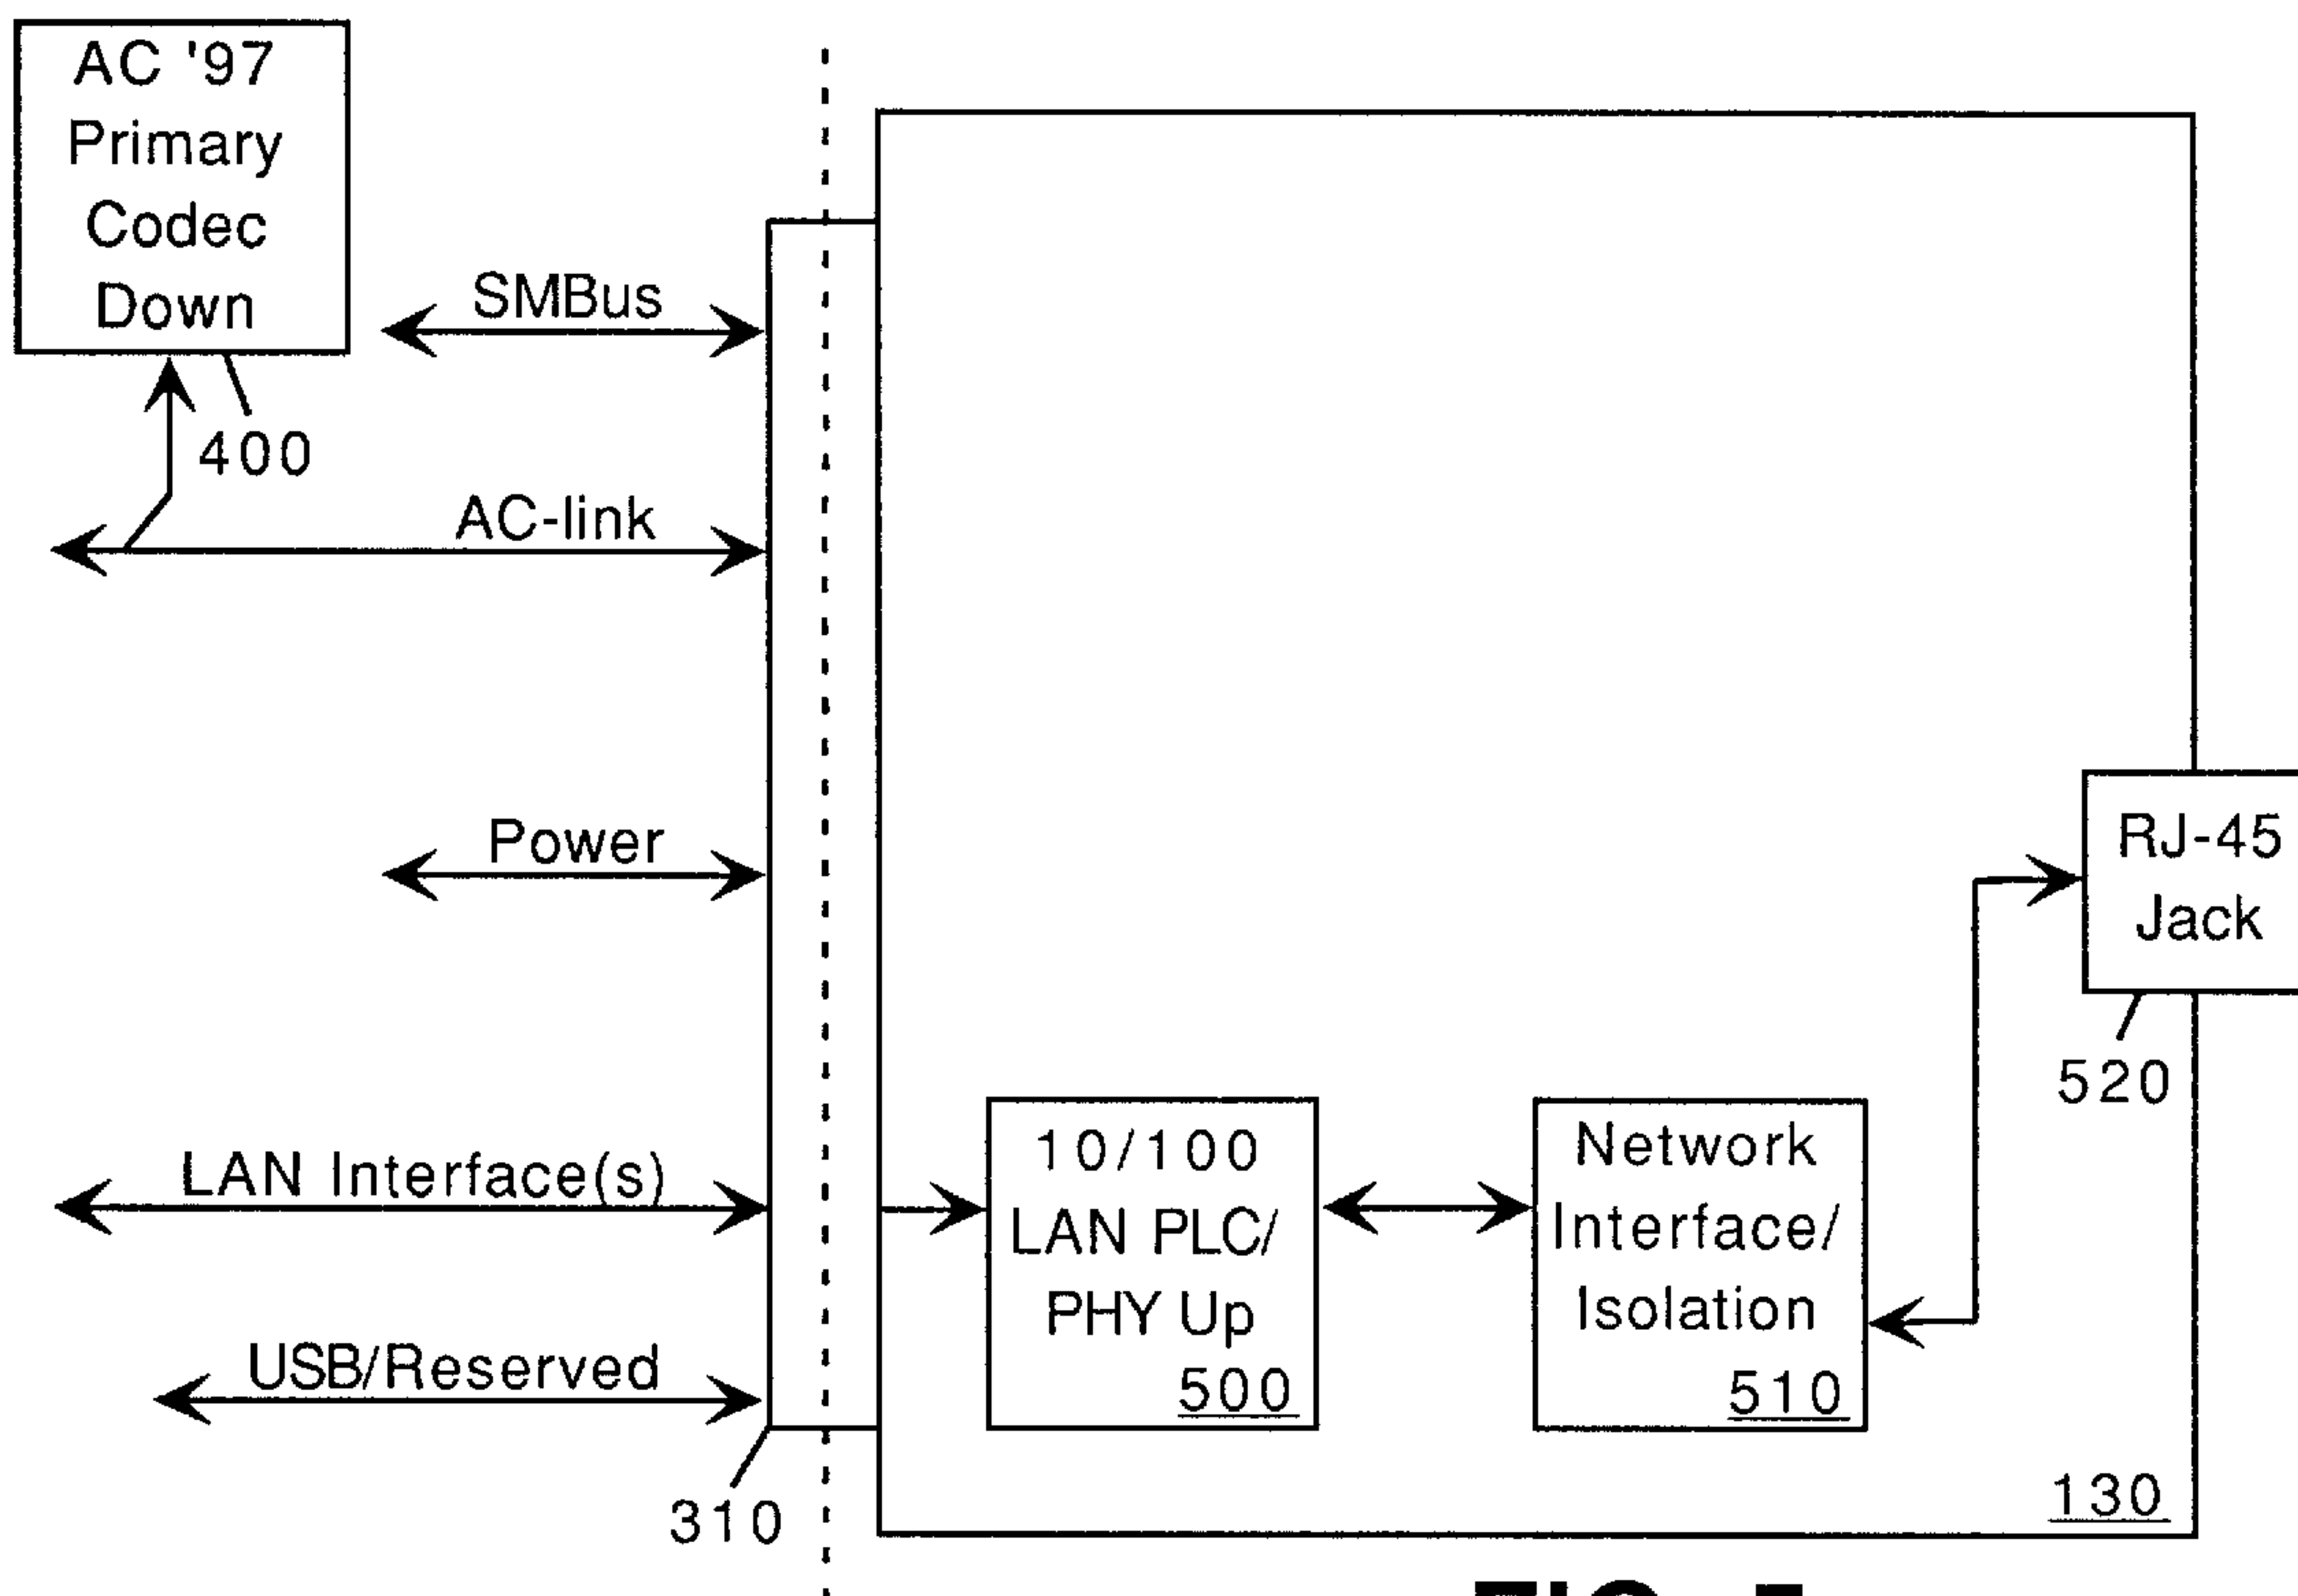 AC '97
Primary
Codec
Down
400
SMBus
AC-link
Power
LAN Interface(s)
USB/Reserved
310
10/100
LAN PLC/
PHY Up
500
Network
Interface/
Isolation
510
RJ-45
Jack
520
130